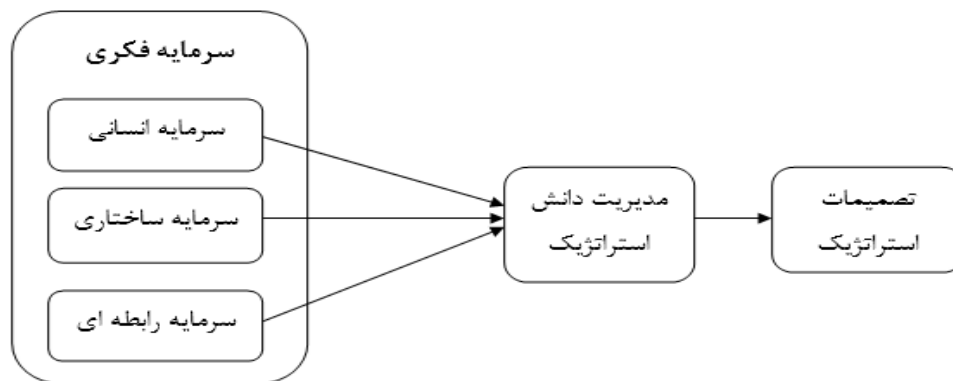 سرمایه فکری
سرمایه انسانی
سرمایه ساختاری
سرمایه رابطه ای
مدیریت دانش
استراتژیک
تصمیمات
استراتژیک